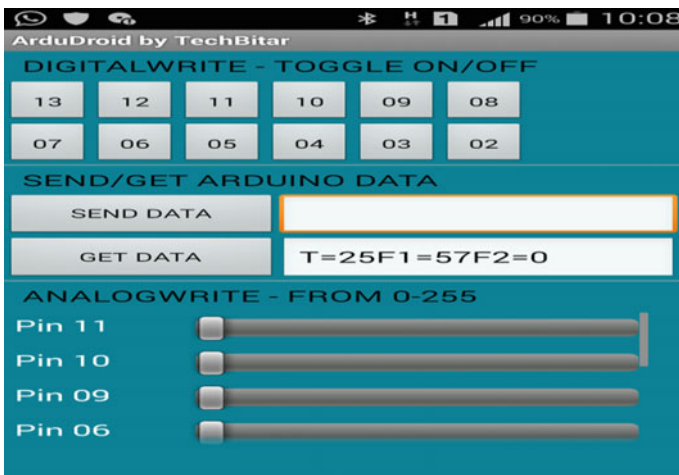 H 1 90% 10:08
ArduDroid by TechBitar
DIGITALWRITE - TOGGLE ON/OFF
13 12 11 10 09 08
07 06 05 04 03 02
SEND/GET ARDUINO DATA
SEND DATA
GET DATA T=25F1=57F2=0
ANALOGWRITE - FROM 0-255
Pin 11
Pin 10
Pin 09
Pin 06